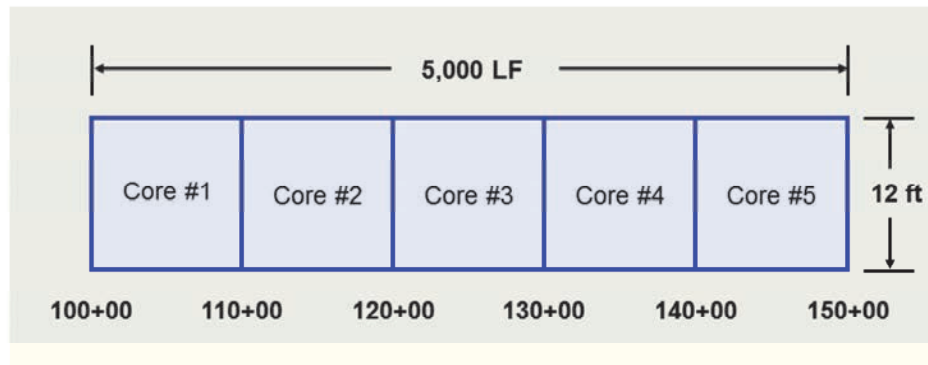 5,000 LF
Core #1
Core #2
Core #3
Core #4
Core #5
12 ft
100+00
110+00
120+00
130+00
140+00
150+00